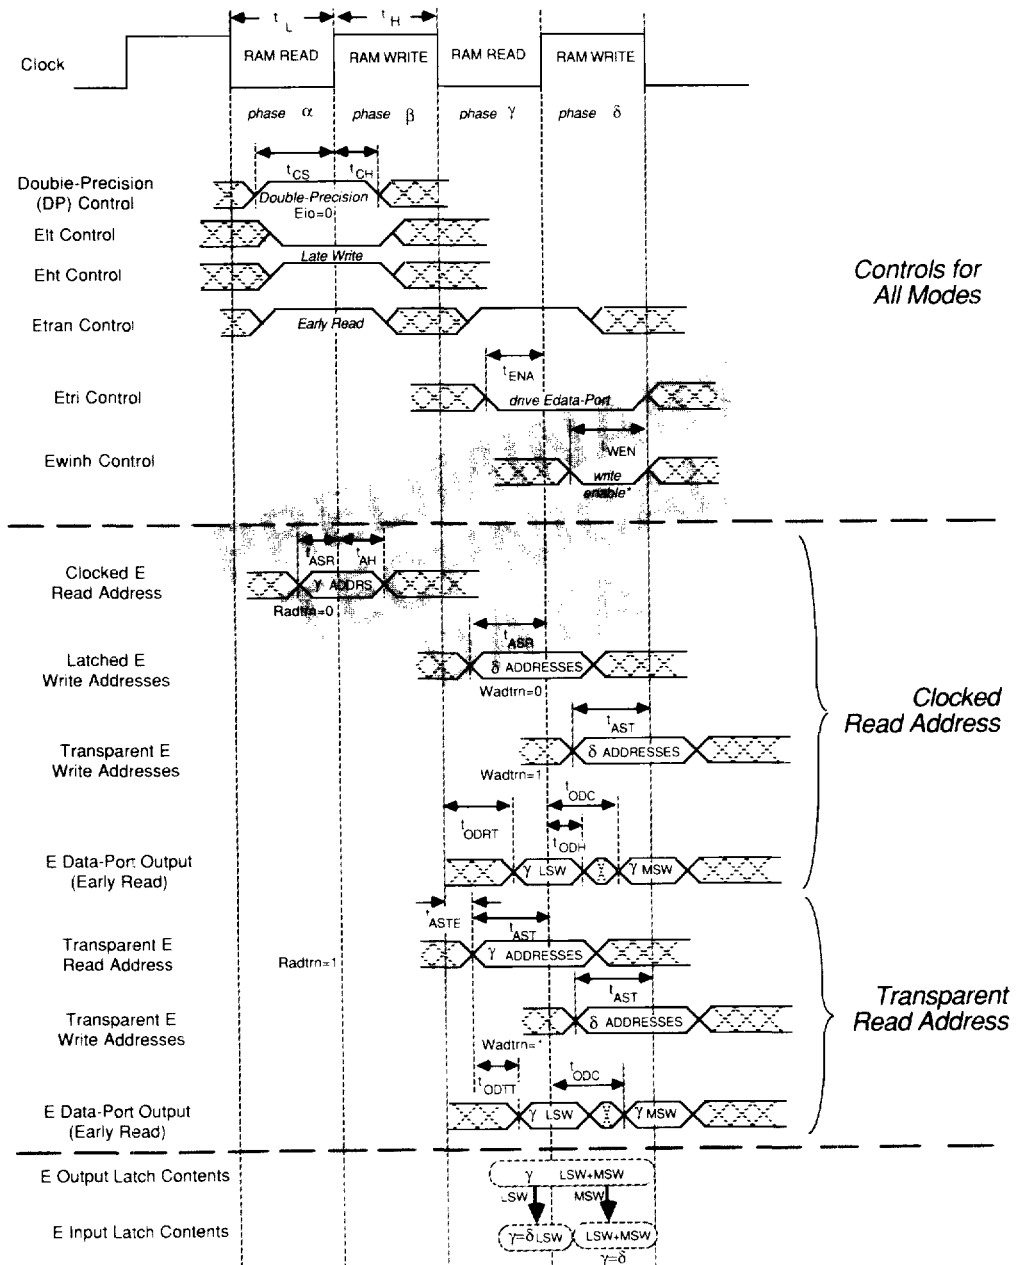 t L
t H
Clock
RAM READ
RAM WRITE
RAM READ
RAM WRITE
phase α
phase β
phase γ
phase δ
t CS
t CH
Double-Precision
(DP) Control
Double-Precision
Eio=0
Elt Control
Late Write
Eht Control
Controls for
All Modes
Etran Control
Early Read
t ENA
Etri Control
drive Edata-Port
t WEN
Ewinh Control
write
enable*
t ASR
t AH
Clocked E
Read Address
γ ADDRS
Radtrn=0
t ASR
Latched E
Write Addresses
δ ADDRESSES
Wadtrn=0
Clocked
Read Address
t AST
Transparent E
Write Addresses
δ ADDRESSES
Wadtrn=1
t ODC
t ODRT
t ODH
E Data-Port Output
(Early Read)
γ LSW
γ MSW
t ASTE
t AST
Transparent E
Read Address
γ ADDRESSES
Radtrn=1
t AST
Transparent
Read Address
Transparent E
Write Addresses
δ ADDRESSES
Wadtrn=
t ODTT
t ODC
E Data-Port Output
(Early Read)
γ LSW
γ MSW
E Output Latch Contents
γ LSW+MSW
LSW
MSW
E Input Latch Contents
γ=δ LSW
LSW+MSW
γ=δ